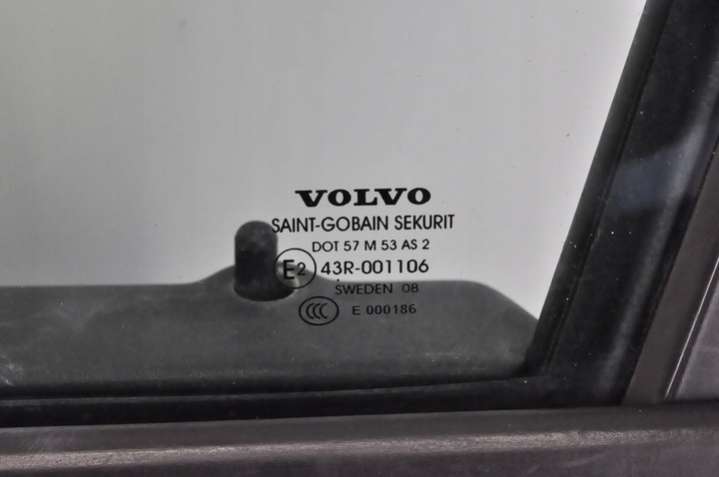 VOLVO
SAINT-GOBAIN SEKURIT
DOT 57 M 53 AS 2
E2 43R-001106
SWEDEN 08
CCC E 000186